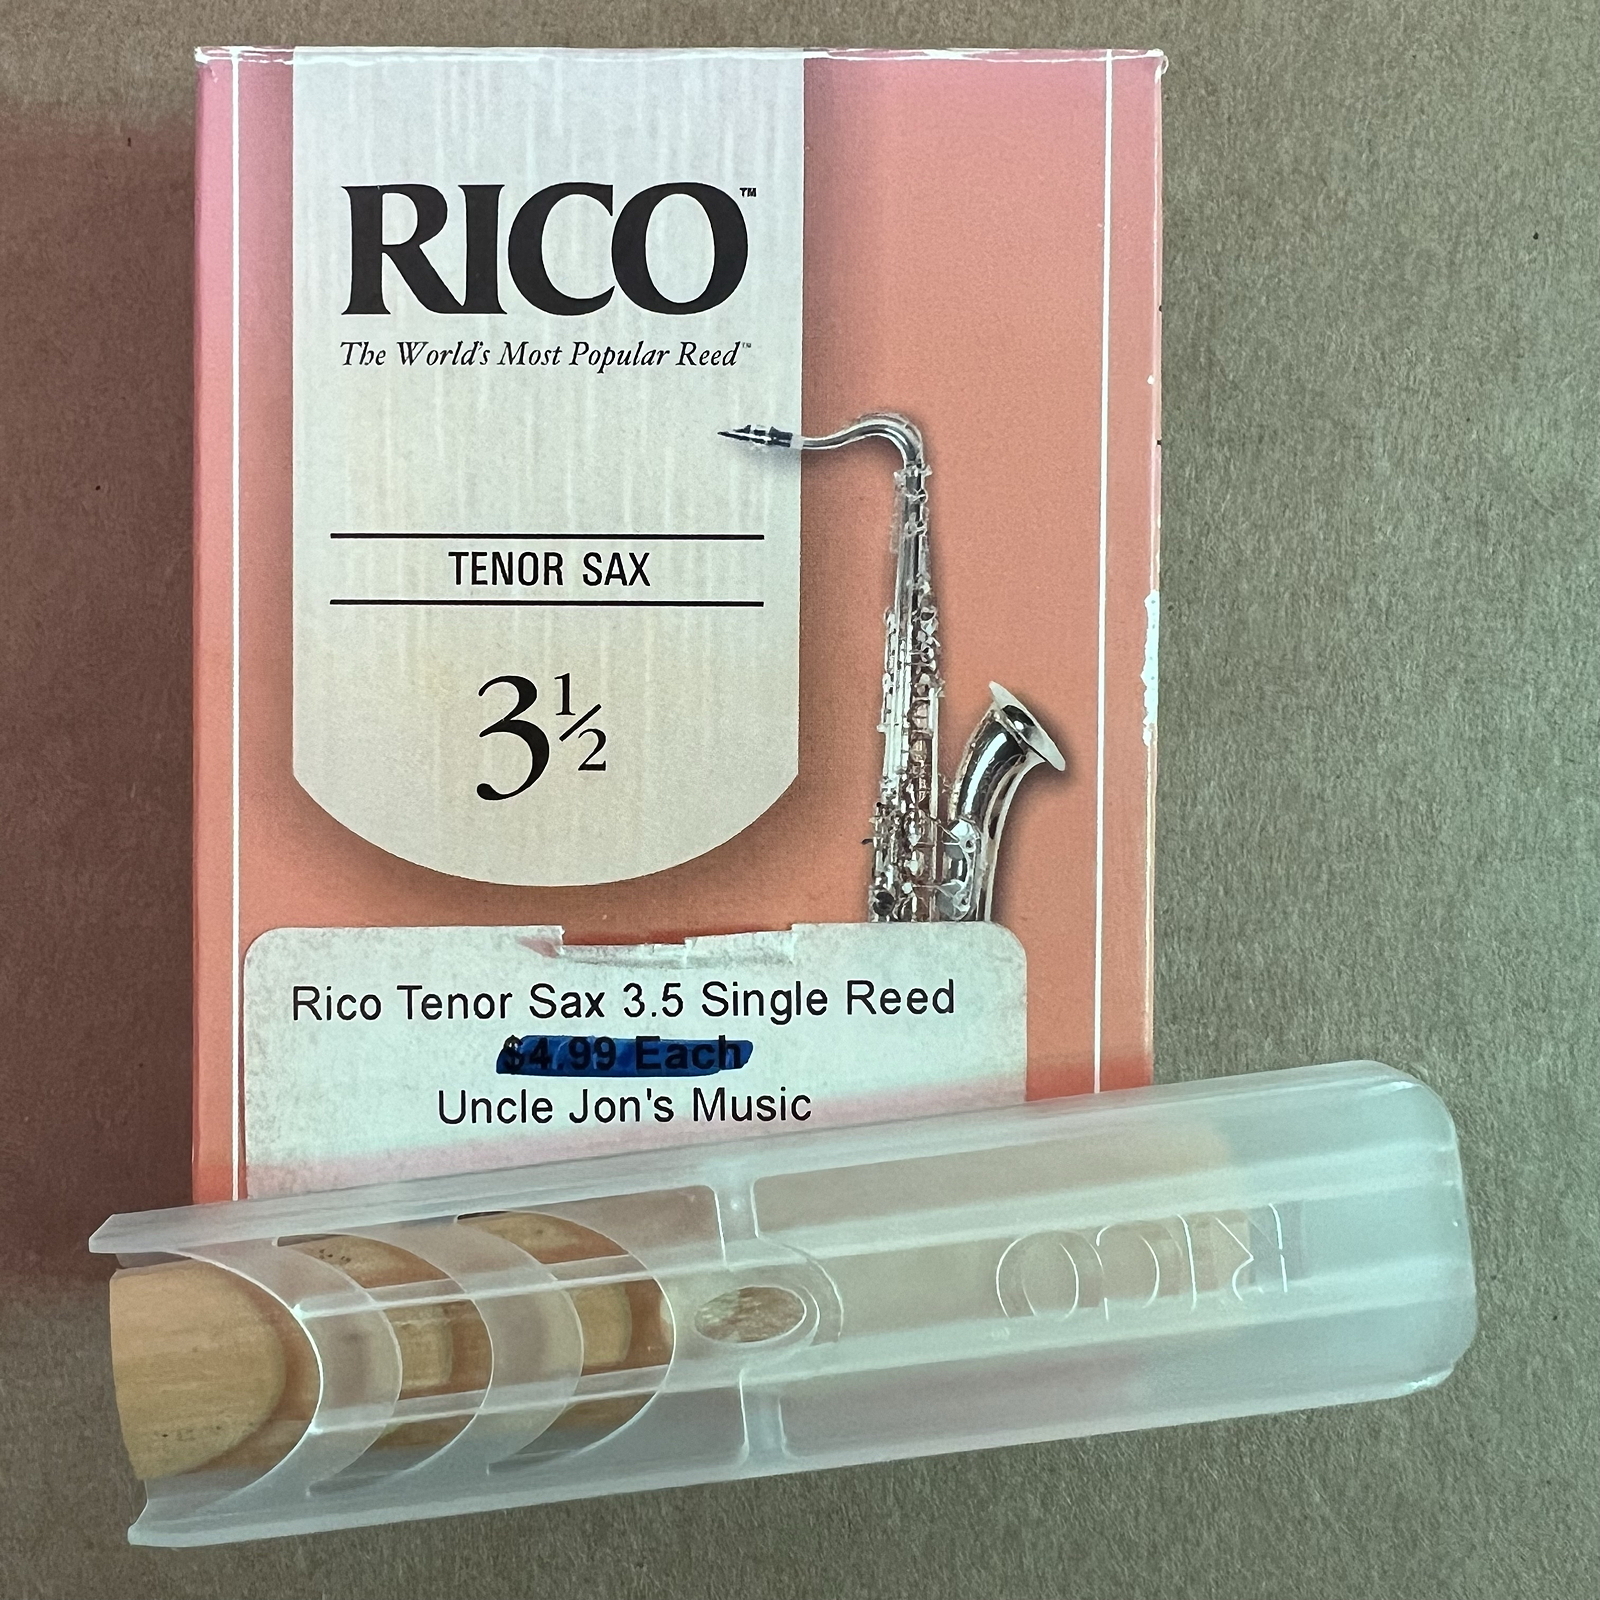 RICO™
The World's Most Popular Reed™
TENOR SAX
3½
Rico Tenor Sax 3.5 Single Reed
$4.99 Each
Uncle Jon's Music
RICO